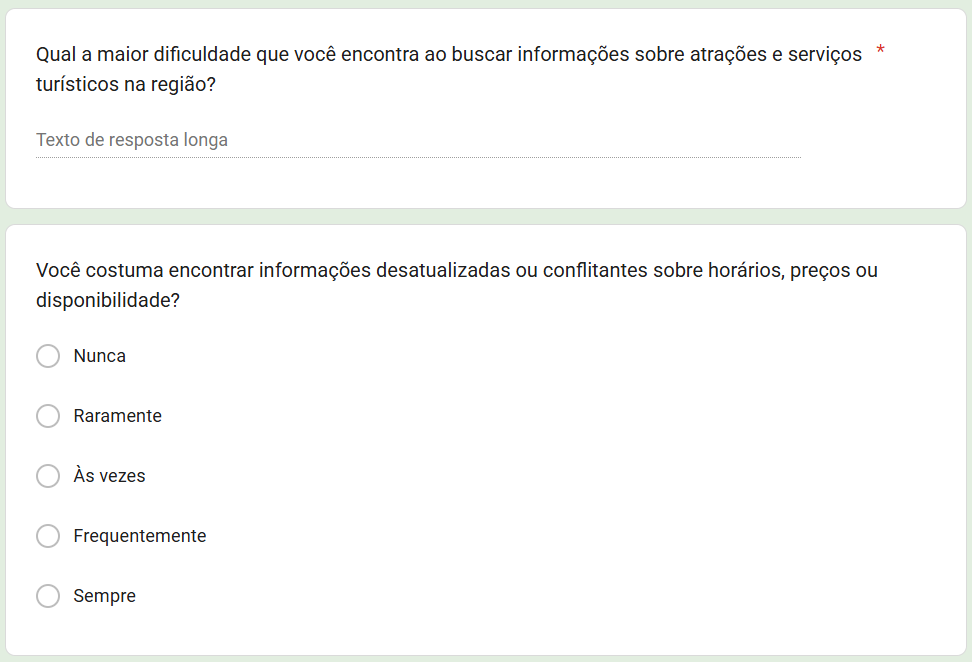 Qual a maior dificuldade que você encontra ao buscar informações sobre atrações e serviços *
turísticos na região?
Texto de resposta longa
Você costuma encontrar informações desatualizadas ou conflitantes sobre horários, preços ou
disponibilidade?
Nunca
Raramente
Às vezes
Frequentemente
Sempre